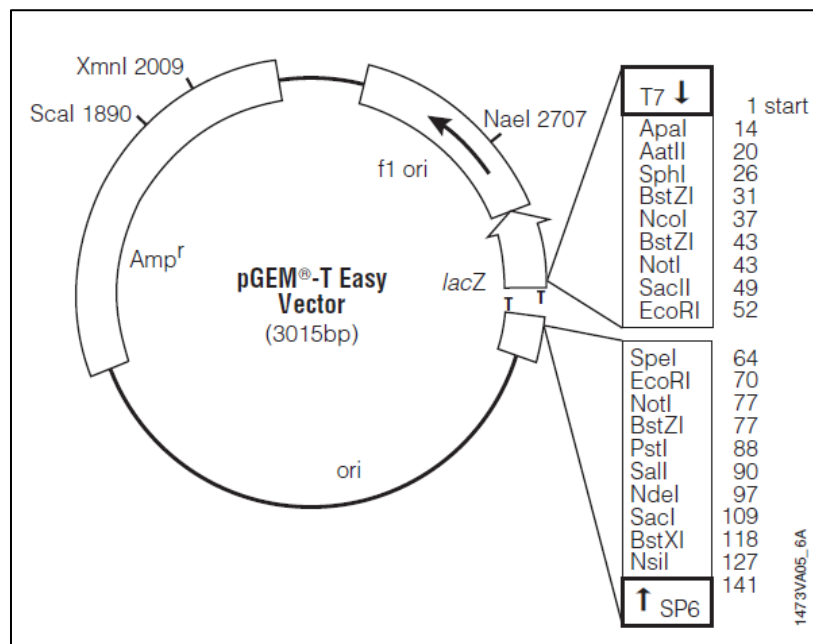 XmnI 2009
ScaI 1890
NaeI 2707
f1 ori
Ampʳ
pGEM®-T Easy
Vector
(3015bp)
lacZ
T T
ori
T7 ↓
1 start
ApaI 14
AatII 20
SphI 26
BstZI 31
NcoI 37
BstZI 43
NotI 43
SacII 49
EcoRI 52
SpeI 64
EcoRI 70
NotI 77
BstZI 77
PstI 88
SalI 90
NdeI 97
SacI 109
BstXI 118
NsiI 127
141
↑ SP6
1473VA05_6A